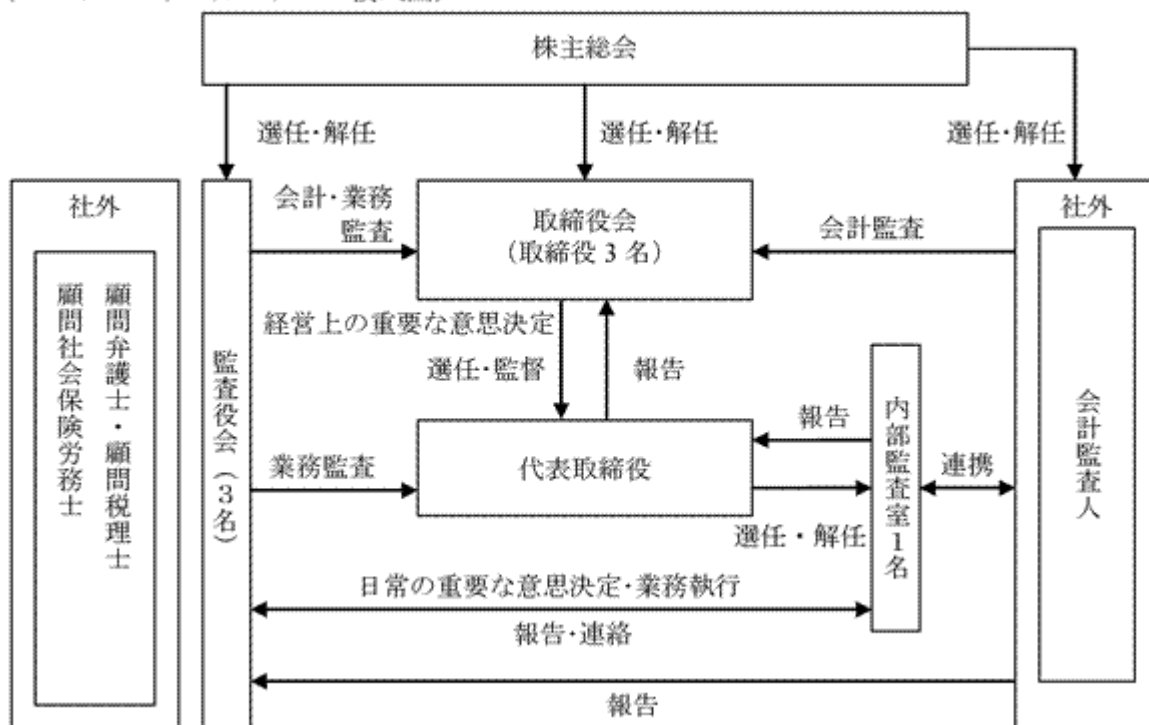 株主総会
選任・解任
選任・解任
選任・解任
社外
顧問弁護士・顧問税理士
顧問社会保険労務士
監査役会（3名）
会計・業務
監査
取締役会
（取締役 3 名）
会計監査
社外
会計監査人
経営上の重要な意思決定
選任・監督
報告
業務監査
代表取締役
報告
選任・解任
内部監査室1名
連携
日常の重要な意思決定・業務執行
報告・連絡
報告